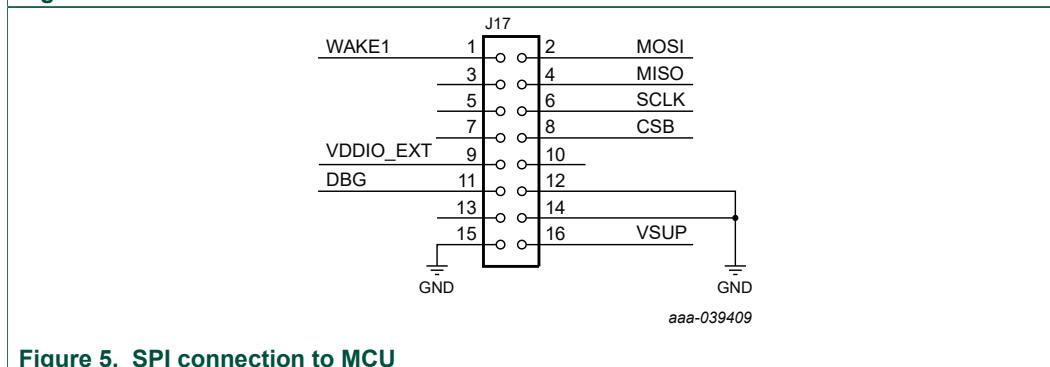 J17
WAKE1 1 2 MOSI
3 4 MISO
5 6 SCLK
7 8 CSB
VDDIO_EXT 9 10
DBG 11 12
13 14
15 16 VSUP
GND GND
aaa-039409
Figure 5. SPI connection to MCU